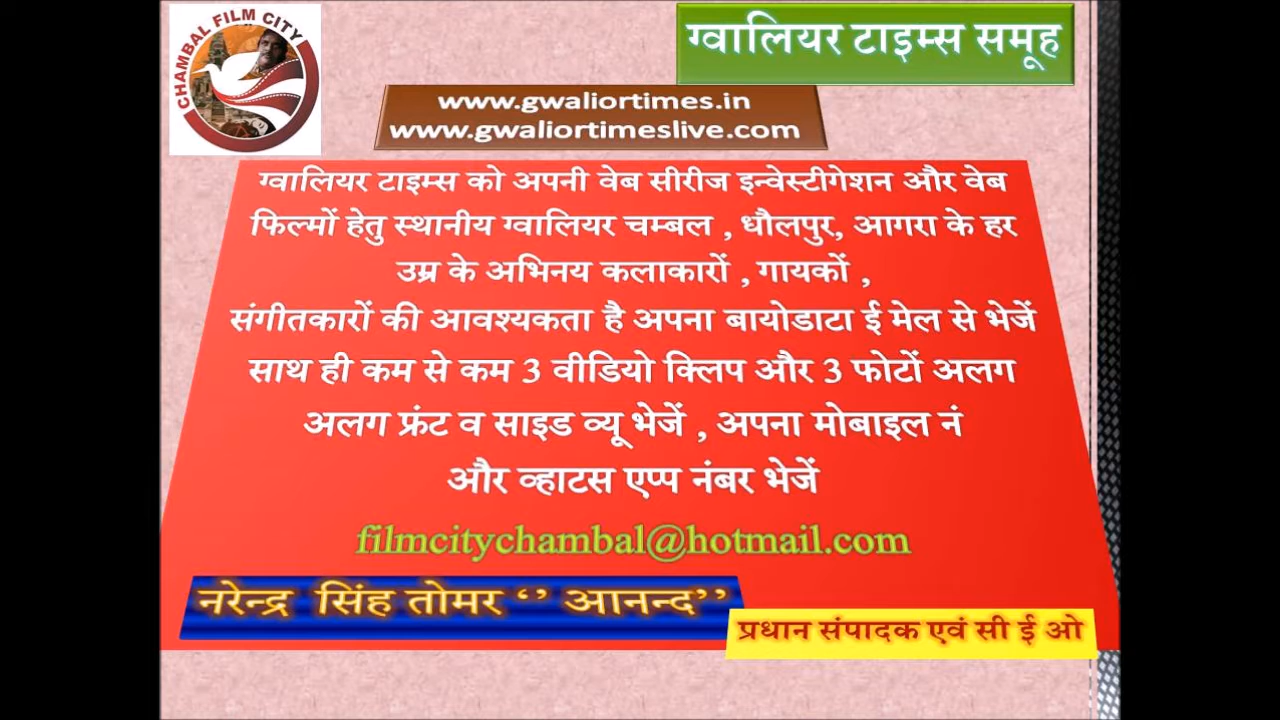 CHAMBAL FILM CITY
ग्वालियर टाइम्स समूह
www.gwaliortimes.in
www.gwaliortimeslive.com
ग्वालियर टाइम्स को अपनी वेब सीरीज इन्वेस्टीगेशन और वेब
फिल्मों हेतु स्थानीय ग्वालियर चम्बल , धौलपुर, आगरा के हर
उम्र के अभिनय कलाकारों , गायकों ,
संगीतकारों की आवश्यकता है अपना बायोडाटा ई मेल से भेजें
साथ ही कम से कम 3 वीडियो क्लिप और 3 फोटों अलग
अलग फ्रंट व साइड व्यू भेजें , अपना मोबाइल नं
और व्हाटस एप्प नंबर भेजें
filmcitychambal@hotmail.com
नरेन्द्र सिंह तोमर ‘’ आनन्द’’
प्रधान संपादक एवं सी ई ओ